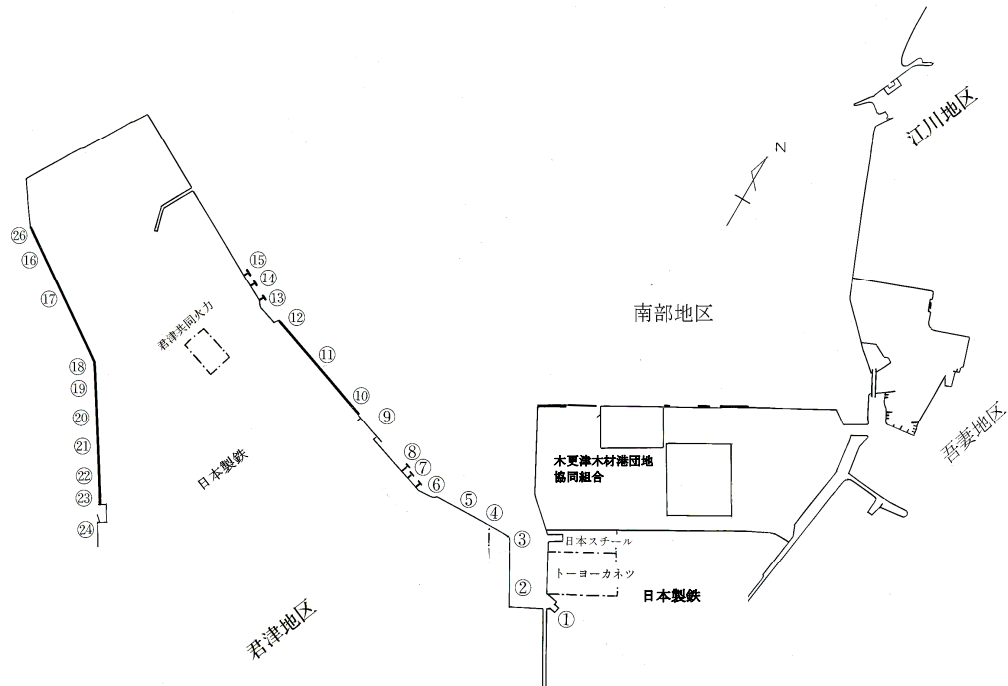 江川地区
N
南部地区
吾妻地区
⑮
⑭
⑬
⑫
⑪
⑩
⑨
⑧
⑦
⑥
⑤
④
③
②
①
㉖
⑯
⑰
⑱
⑲
⑳
㉑
㉒
㉓
㉔
君津共同火力
日本製鉄
君津地区
木更津木材港団地
協同組合
日本スチール
トーヨーカネツ
日本製鉄